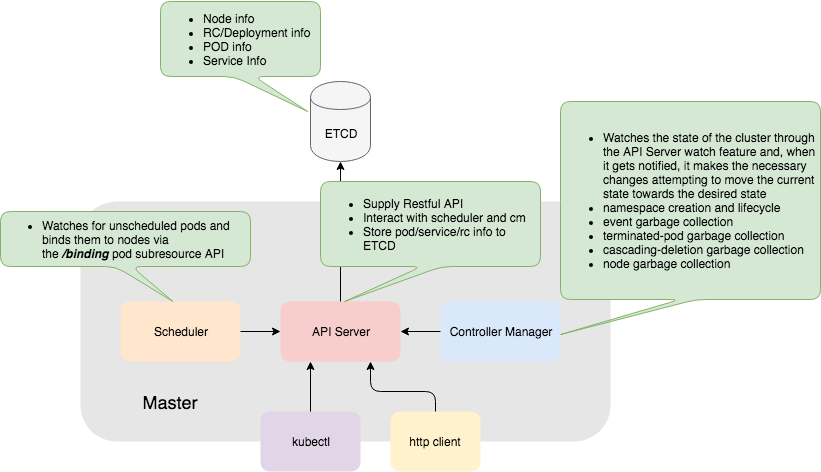 • Node info
• RC/Deployment info
• POD info
• Service Info
ETCD
• Watches the state of the cluster through
the API Server watch feature and, when
it gets notified, it makes the necessary
changes attempting to move the current
state towards the desired state
• namespace creation and lifecycle
• event garbage collection
• terminated-pod garbage collection
• cascading-deletion garbage collection
• node garbage collection
• Supply Restful API
• Interact with scheduler and cm
• Store pod/service/rc info to
ETCD
• Watches for unscheduled pods and
binds them to nodes via
the /binding pod subresource API
Scheduler
API Server
Controller Manager
Master
kubectl
http client